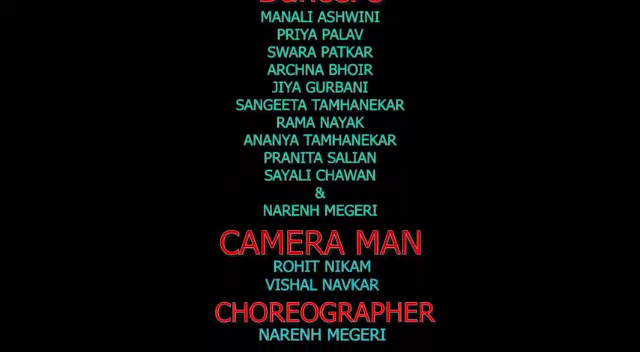 MANALI ASHWINI
PRIYA PALAV
SWARA PATKAR
ARCHNA BHOIR
JIYA GURBANI
SANGEETA TAMHANEKAR
RAMA NAYAK
ANANYA TAMHANEKAR
PRANITA SALIAN
SAYALI CHAWAN
&
NARENH MEGERI
CAMERA MAN
ROHIT NIKAM
VISHAL NAVKAR
CHOREOGRAPHER
NARENH MEGERI